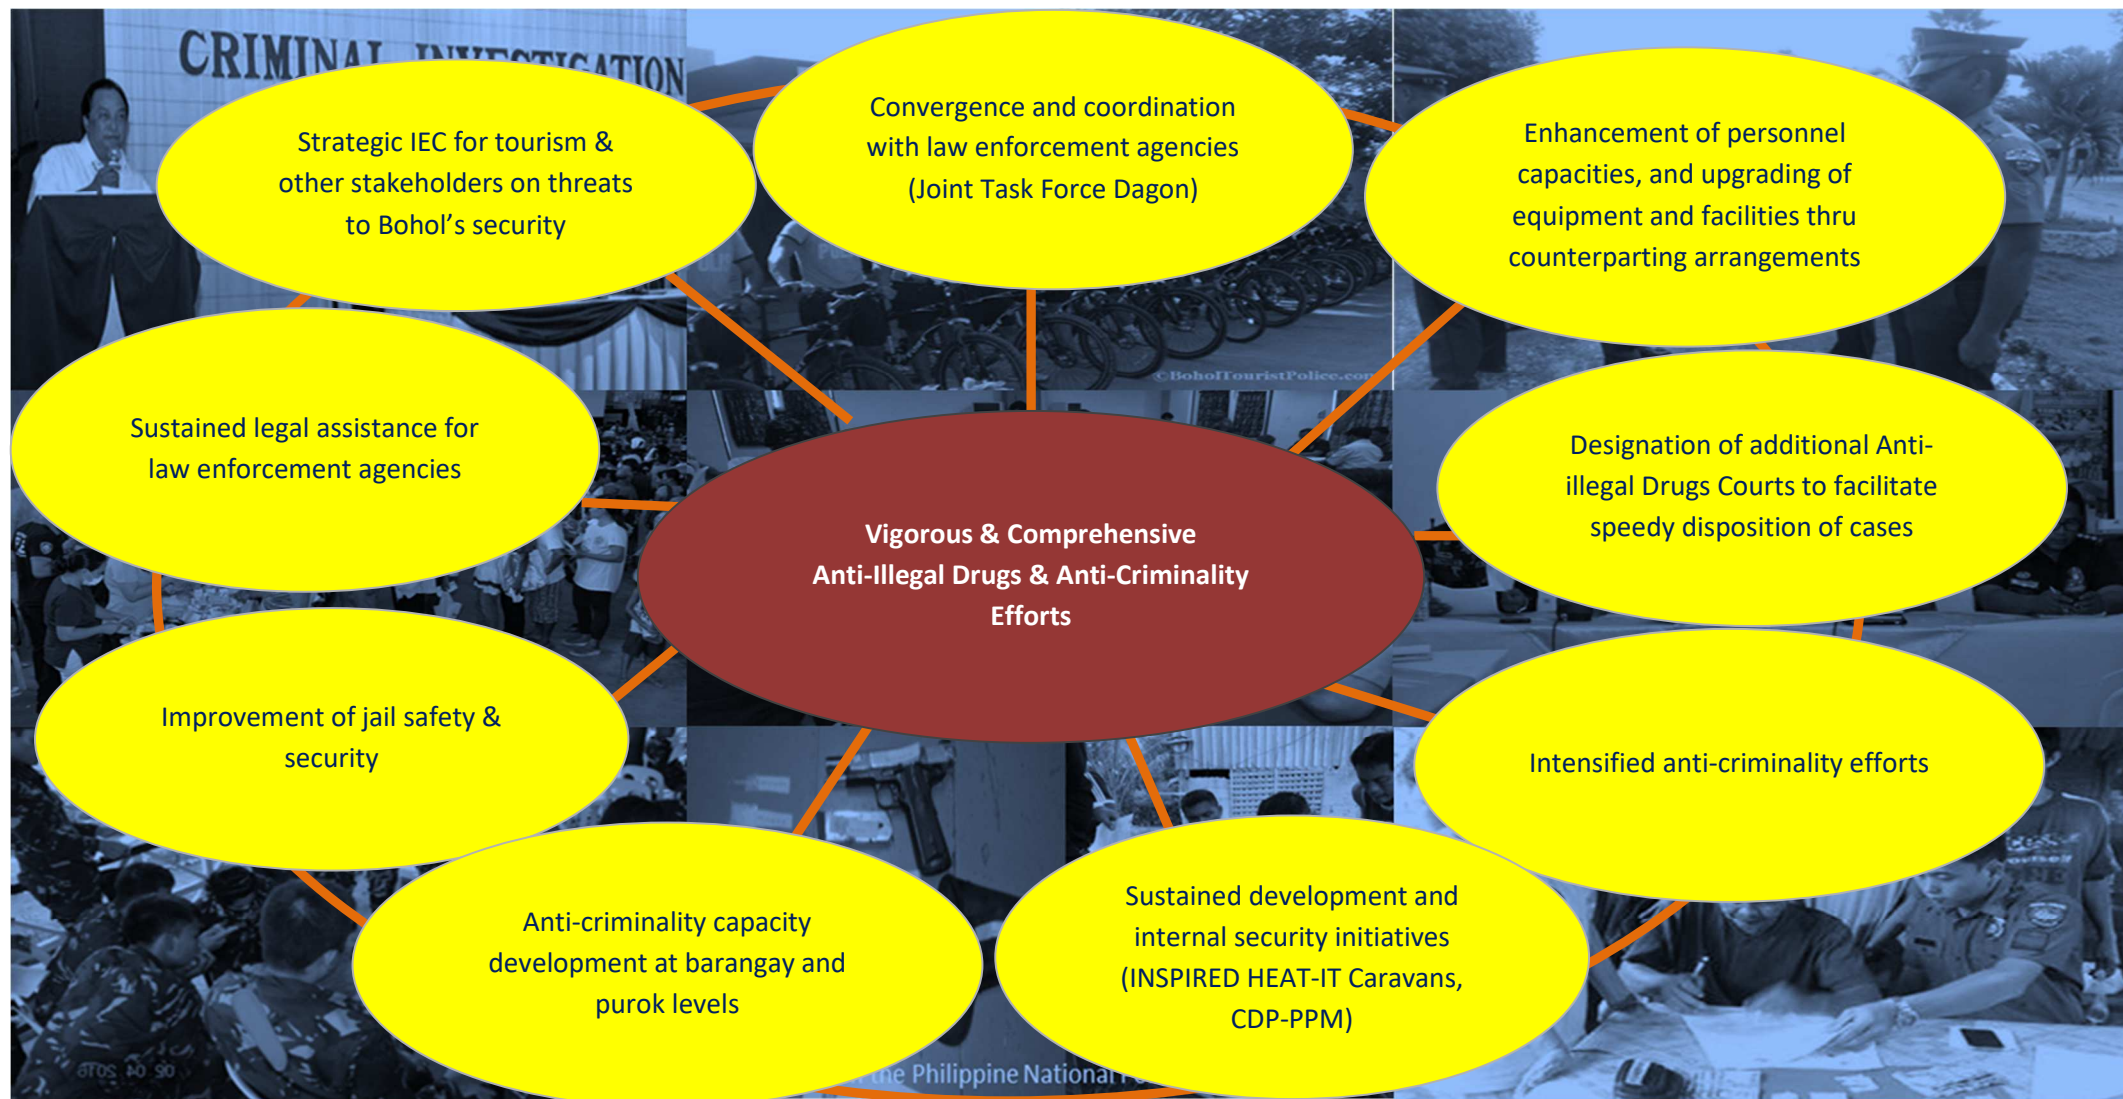 CRIMINAL INVESTIGATION
Strategic IEC for tourism &
other stakeholders on threats
to Bohol’s security
Convergence and coordination
with law enforcement agencies
(Joint Task Force Dagon)
Enhancement of personnel
capacities, and upgrading of
equipment and facilities thru
counterparting arrangements
©BoholTouristPolice.com
Sustained legal assistance for
law enforcement agencies
Designation of additional Anti-
illegal Drugs Courts to facilitate
speedy disposition of cases
Vigorous & Comprehensive
Anti-Illegal Drugs & Anti-Criminality
Efforts
Improvement of jail safety &
security
Intensified anti-criminality efforts
Anti-criminality capacity
development at barangay and
purok levels
Sustained development and
internal security initiatives
(INSPIRED HEAT-IT Caravans,
CDP-PPM)
the Philippine National